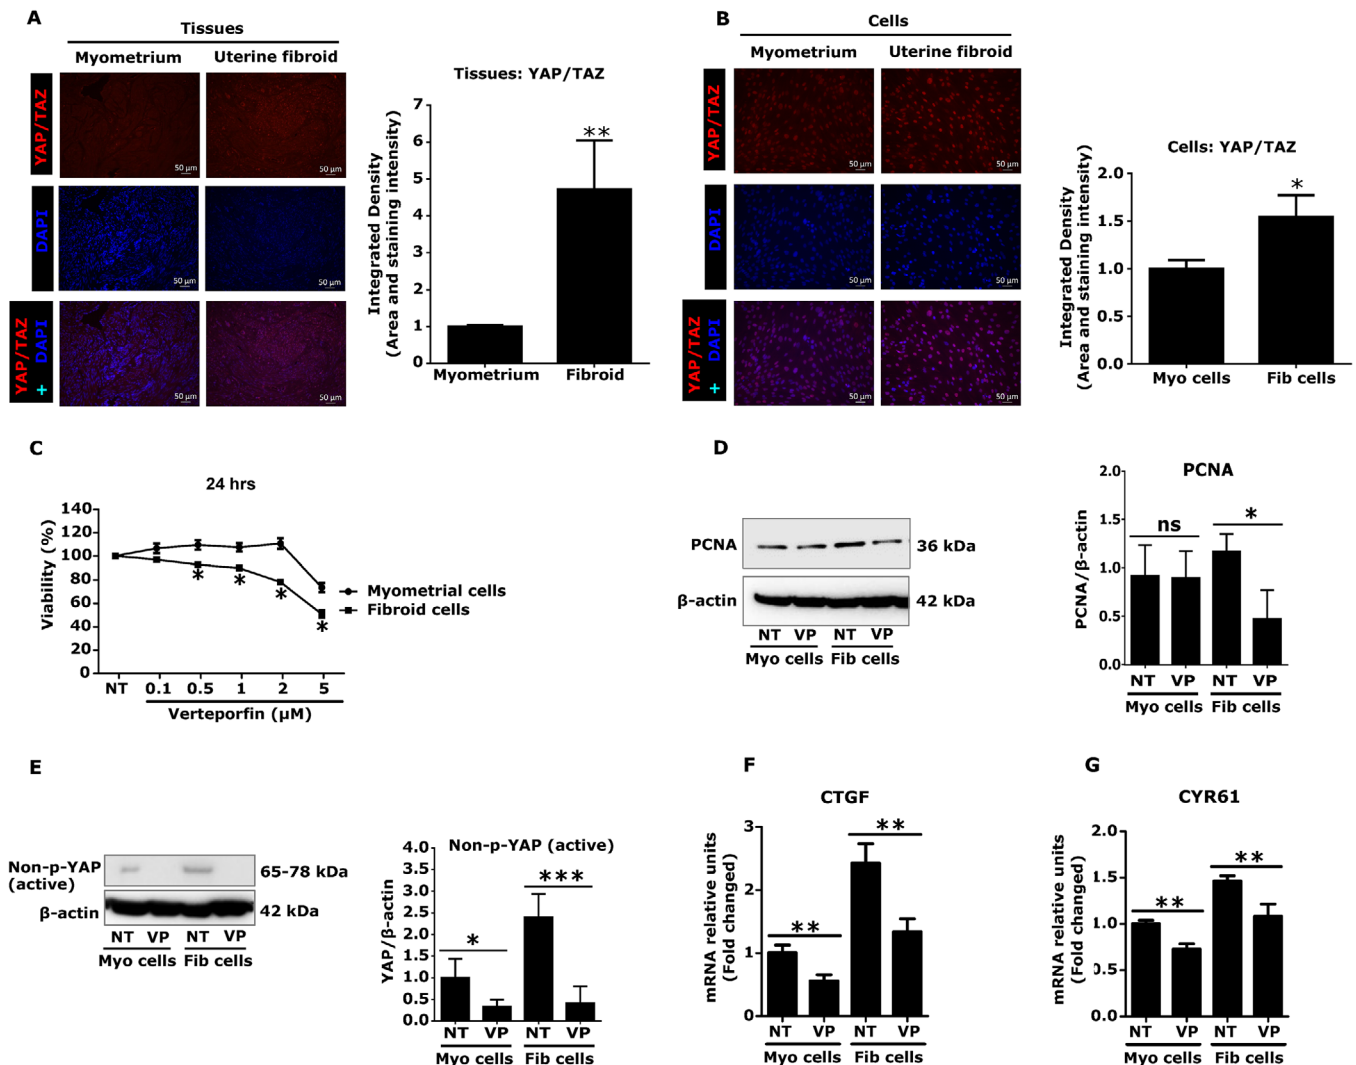 A
Tissues
Myometrium
Uterine fibroid
YAP/TAZ
50 µm
50 µm
DAPI
50 µm
50 µm
YAP/TAZ
+ DAPI
50 µm
50 µm
Tissues: YAP/TAZ
Integrated Density
(Area and staining intensity)
7
6
5
4
3
2
1
0
**
Myometrium
Fibroid
B
Cells
Myometrium
Uterine fibroid
YAP/TAZ
50 µm
50 µm
DAPI
50 µm
50 µm
YAP/TAZ
+ DAPI
50 µm
50 µm
Cells: YAP/TAZ
Integrated Density
(Area and staining intensity)
2.0
1.5
1.0
0.5
0.0
*
Myo cells
Fib cells
C
24 hrs
Viability (%)
140
120
100
80
60
40
20
0
*
*
*
*
Myometrial cells
Fibroid cells
NT
0.1
0.5
1
2
5
Verteporfin (µM)
D
PCNA
36 kDa
β-actin
42 kDa
NT VP NT VP
Myo cells Fib cells
PCNA
PCNA/β-actin
2.0
1.5
1.0
0.5
0.0
ns
*
NT VP NT VP
Myo cells Fib cells
E
Non-p-YAP
(active)
65-78 kDa
β-actin
42 kDa
NT VP NT VP
Myo cells Fib cells
Non-p-YAP (active)
YAP/β-actin
4.0
3.5
3.0
2.5
2.0
1.5
1.0
0.5
0.0
*
***
NT VP NT VP
Myo cells Fib cells
F
CTGF
mRNA relative units
(Fold changed)
3
2
1
0
**
**
NT VP NT VP
Myo cells Fib cells
G
CYR61
mRNA relative units
(Fold changed)
2.0
1.5
1.0
0.5
0.0
**
**
NT VP NT VP
Myo cells Fib cells